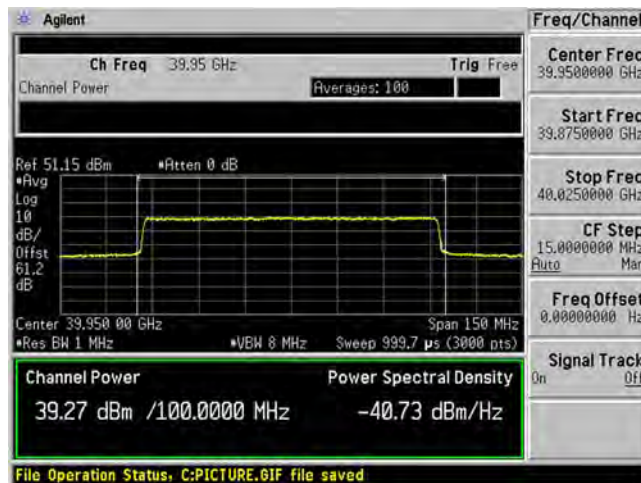 Agilent
Freq/Channel
Ch Freq 39.95 GHz Trig Free
Channel Power Averages: 100
Ref 51.15 dBm *Atten 0 dB
*Avg
Log
10
dB/
Offst
61.2
dB
Center 39.950 00 GHz Span 150 MHz
*Res BW 1 MHz *VBW 8 MHz Sweep 999.7 µs (3000 pts)
Channel Power Power Spectral Density
39.27 dBm /100.0000 MHz -40.73 dBm/Hz
File Operation Status, C:PICTURE.GIF file saved
Center Freq
39.9500000 GHz
Start Freq
39.8750000 GHz
Stop Freq
40.0250000 GHz
CF Step
15.0000000 MHz
Auto Man
Freq Offset
0.00000000 Hz
Signal Track
On Off